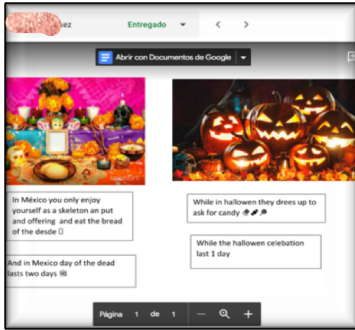 ez
Entregado
Abrir con Documentos de Google
In México you only enjoy
yourself as a skeleton an put
and offering and eat the bread
of the desde
While in hallowen they drees up to
ask for candy
While the hallowen celebation
last 1 day
And in Mexico day of the dead
lasts two days
Página 1 de 1